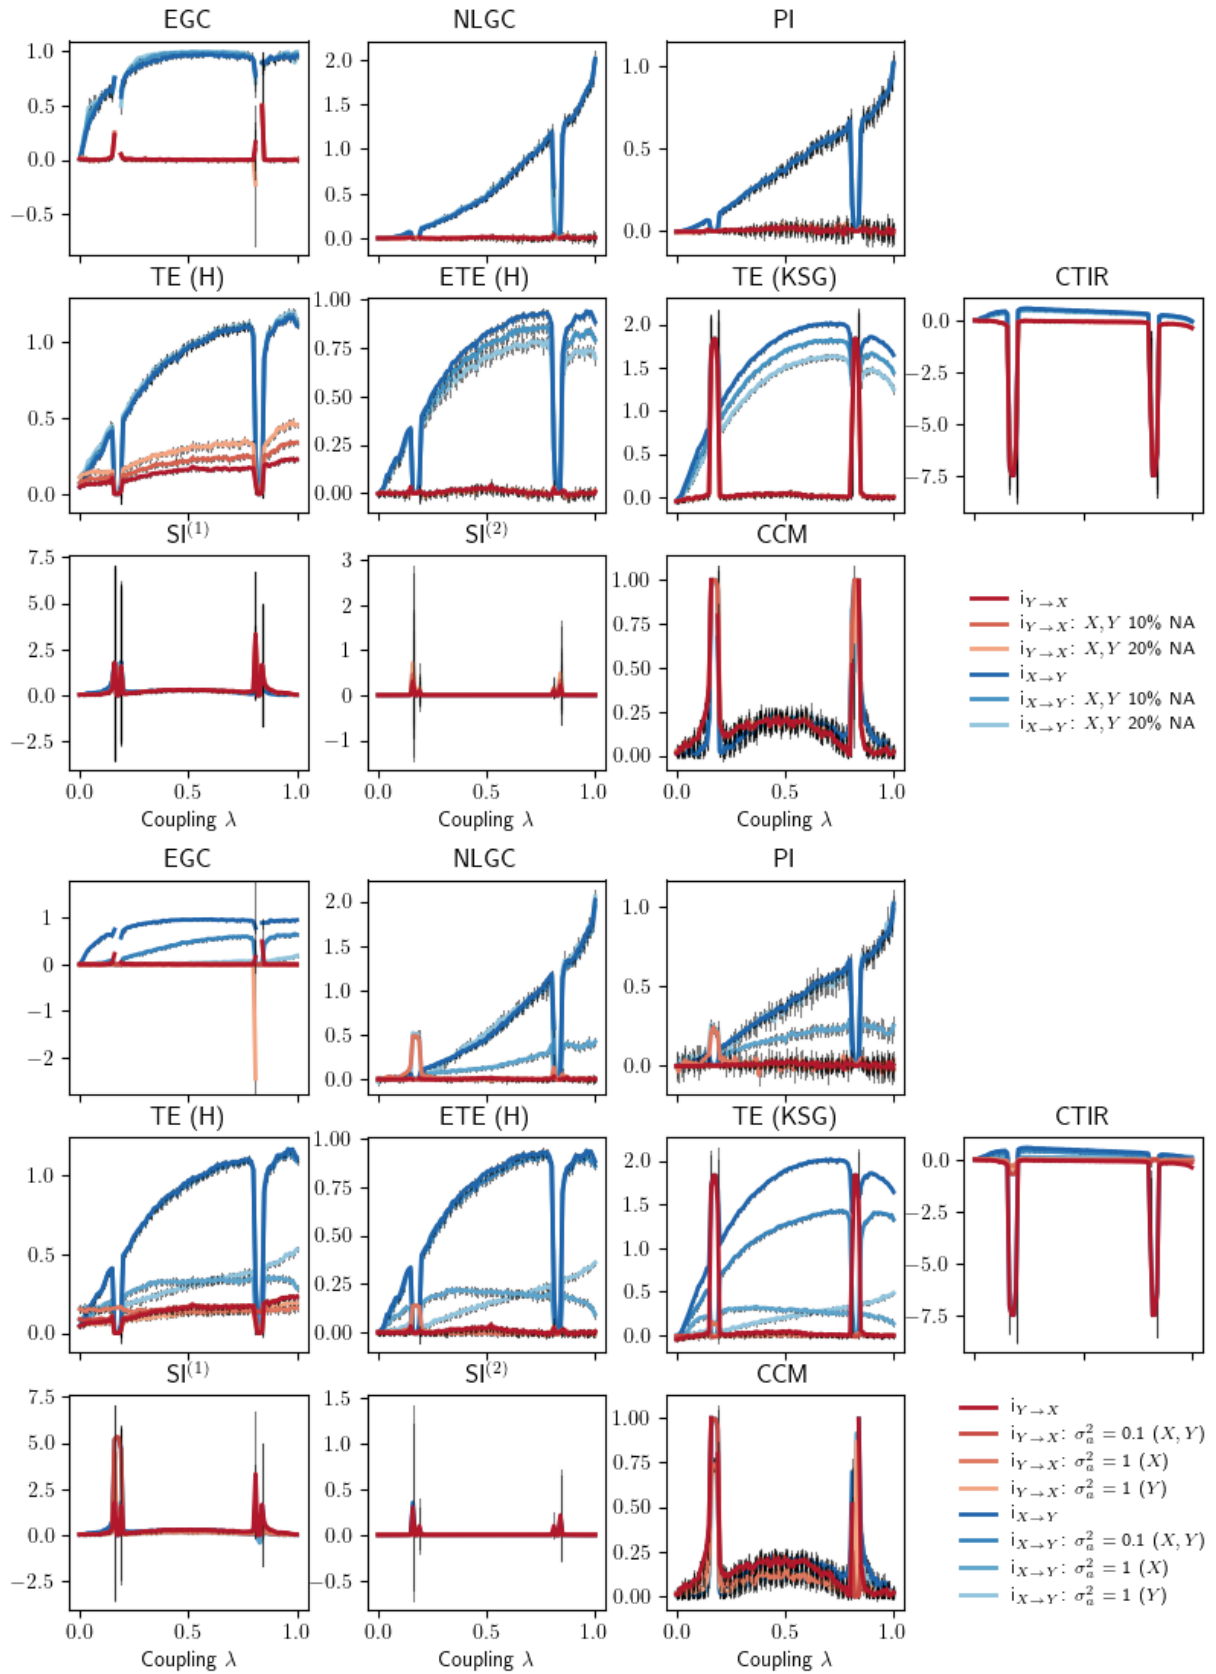 EGC NLGC PI
1.0 0.5 0.0 −0.5
2.0 1.5 1.0 0.5 0.0
1.0 0.5 0.0
TE (H) ETE (H) TE (KSG) CTIR
1.0 0.5 0.0
1.00 0.75 0.50 0.25 0.00
2.0 1.5 1.0 0.5 0.0
0.0 −2.5 −5.0 −7.5
SI(1) SI(2) CCM
7.5 5.0 2.5 0.0 −2.5
3 2 1 0 −1
1.00 0.75 0.50 0.25 0.00
0.0 0.5 1.0 0.0 0.5 1.0 0.0 0.5 1.0
Coupling λ Coupling λ Coupling λ
iY→X
iY→X: X, Y 10% NA
iY→X: X, Y 20% NA
iX→Y
iX→Y: X, Y 10% NA
iX→Y: X, Y 20% NA
EGC NLGC PI
1 0 −1 −2
2.0 1.5 1.0 0.5 0.0
1.0 0.5 0.0
TE (H) ETE (H) TE (KSG) CTIR
1.0 0.5 0.0
1.00 0.75 0.50 0.25 0.00
2.0 1.5 1.0 0.5 0.0
0.0 −2.5 −5.0 −7.5
SI(1) SI(2) CCM
7.5 5.0 2.5 0.0 −2.5
1.5 1.0 0.5 0.0 −0.5
1.00 0.75 0.50 0.25 0.00
0.0 0.5 1.0 0.0 0.5 1.0 0.0 0.5 1.0
Coupling λ Coupling λ Coupling λ
iY→X
iY→X: σ²a = 0.1 (X, Y)
iY→X: σ²a = 1 (X)
iY→X: σ²a = 1 (Y)
iX→Y
iX→Y: σ²a = 0.1 (X, Y)
iX→Y: σ²a = 1 (X)
iX→Y: σ²a = 1 (Y)